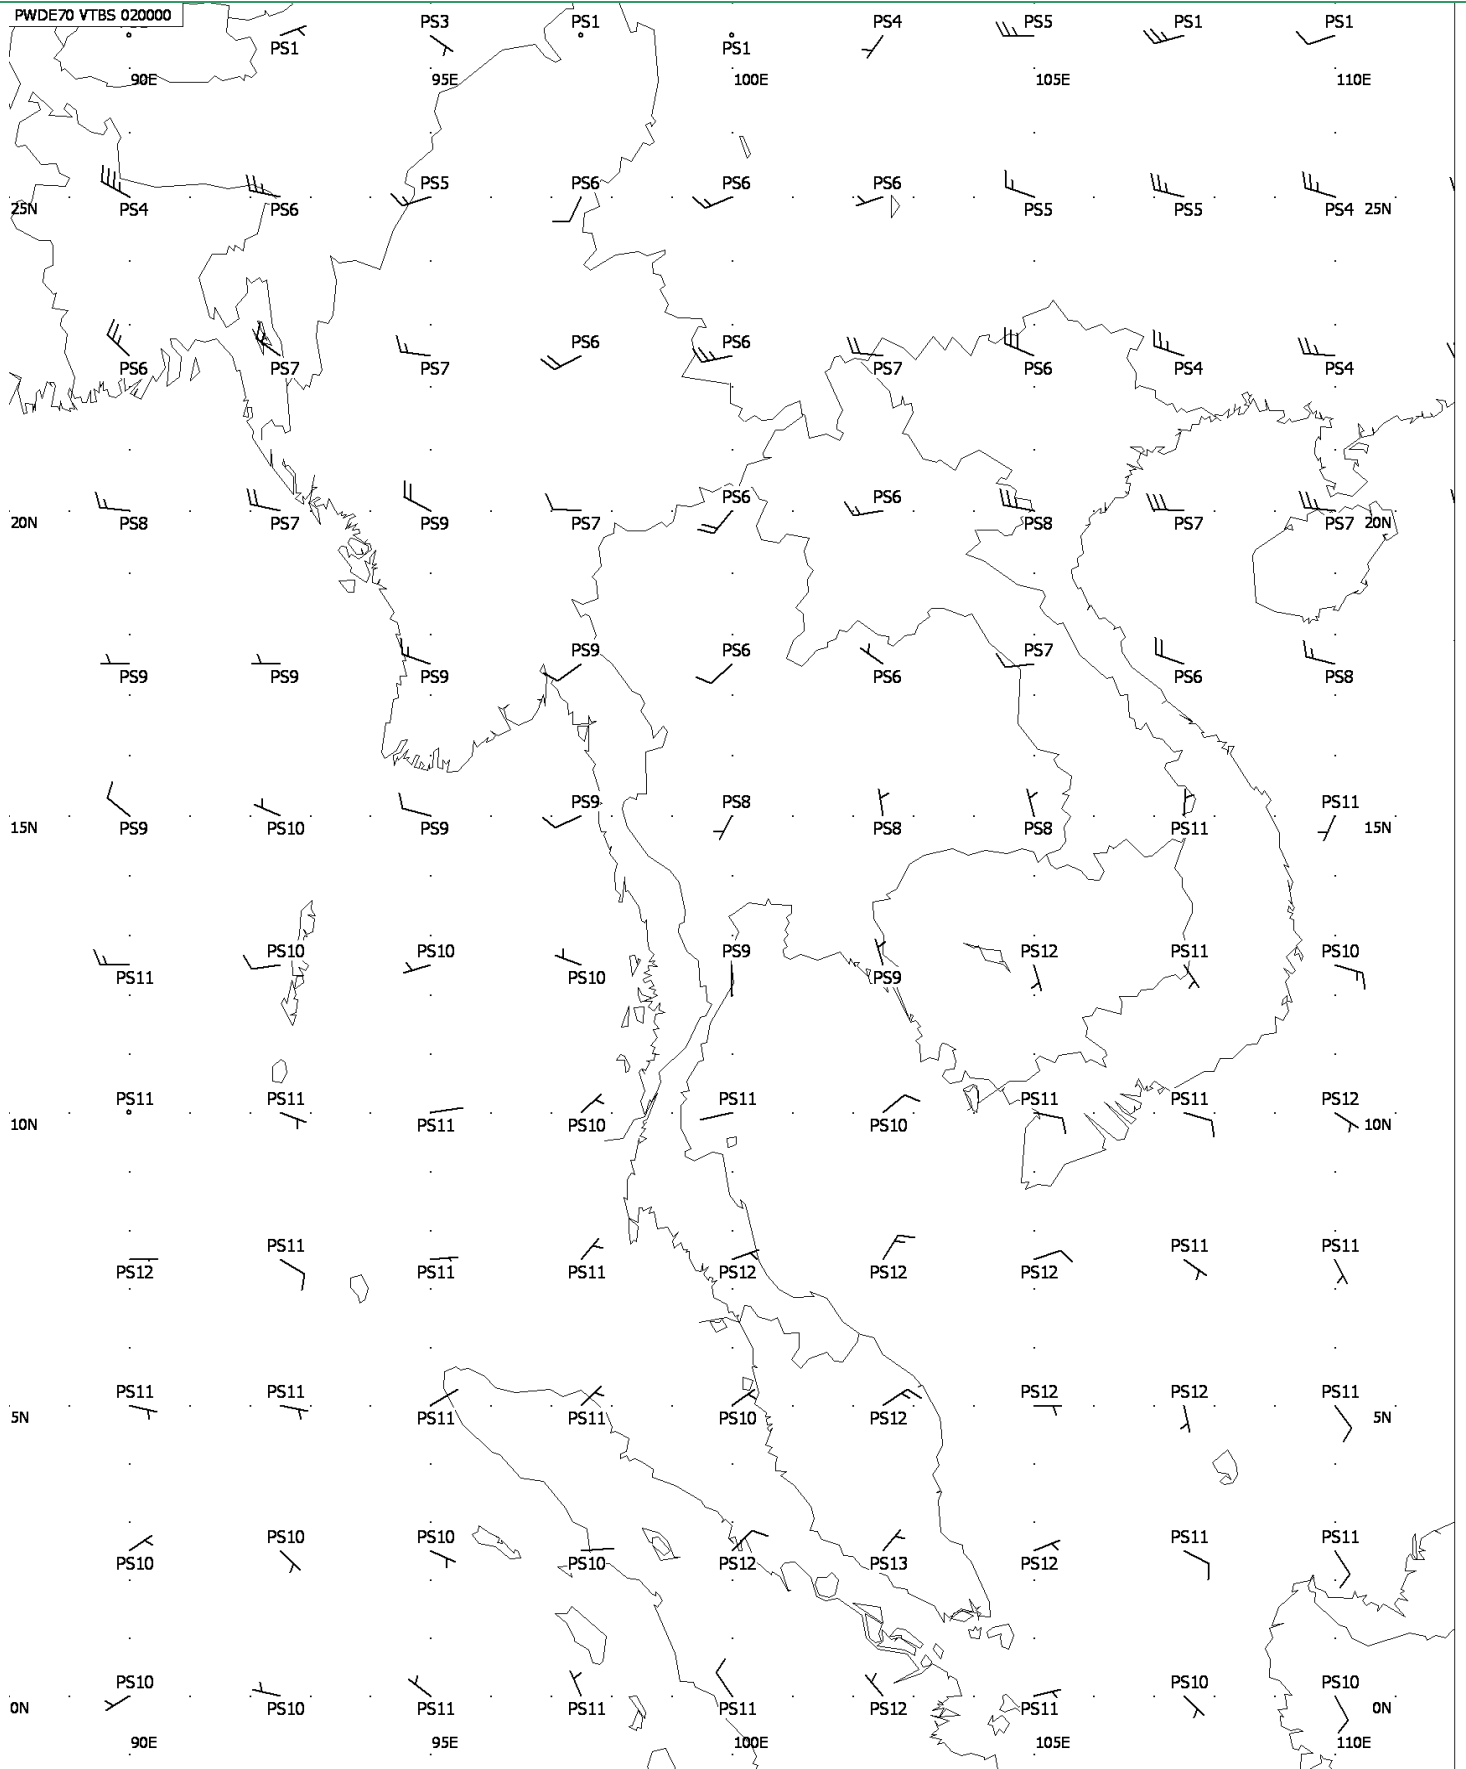 PWDE70 VTBS 020000
PS1 PS3 PS1 PS1 PS4 PS5 PS1 PS1
90E 95E 100E 105E 110E
PS4 PS6 PS5 PS6 PS6 PS6 PS5 PS5 PS4
25N 25N
PS6 PS7 PS7 PS6 PS6 PS7 PS6 PS4 PS4
PS8 PS7 PS9 PS7 PS6 PS6 PS8 PS7 PS7
20N 20N
PS9 PS9 PS9 PS9 PS6 PS6 PS7 PS6 PS8
PS9 PS10 PS9 PS9 PS8 PS8 PS8 PS11 PS11
15N 15N
PS11 PS10 PS10 PS10 PS9 PS9 PS12 PS11 PS10
PS11 PS11 PS11 PS10 PS11 PS10 PS11 PS11 PS12
10N 10N
PS12 PS11 PS11 PS11 PS12 PS12 PS12 PS11 PS11
PS11 PS11 PS11 PS11 PS10 PS12 PS12 PS12 PS11
5N 5N
PS10 PS10 PS10 PS10 PS12 PS13 PS12 PS11 PS11
PS10 PS10 PS11 PS11 PS11 PS12 PS11 PS10 PS10
0N 0N
90E 95E 100E 105E 110E